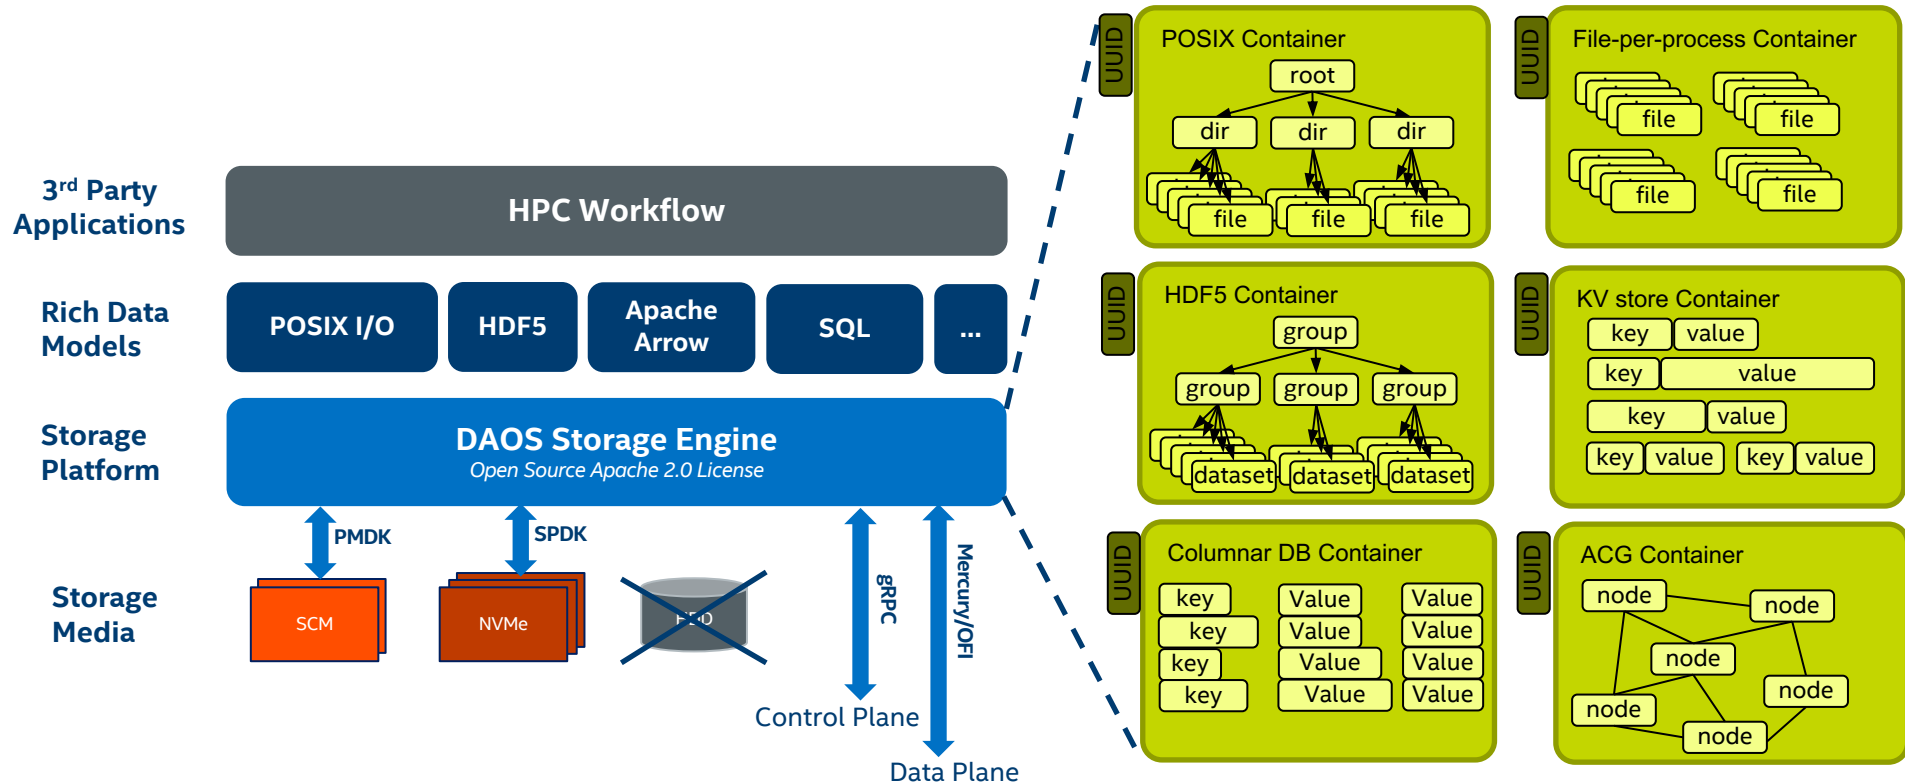 3rd Party
Applications
HPC Workflow
Rich Data
Models
POSIX I/O
HDF5
Apache
Arrow
SQL
...
Storage
Platform
DAOS Storage Engine
Open Source Apache 2.0 License
PMDK
SPDK
gRPC
Mercury/OFI
Storage
Media
SCM
NVMe
HDD
Control Plane
Data Plane
UUID
POSIX Container
root
dir
dir
dir
file
file
file
UUID
File-per-process Container
file
file
file
file
UUID
HDF5 Container
group
group
group
group
dataset
dataset
dataset
UUID
KV store Container
key value
key value
key value
key value key value
UUID
Columnar DB Container
key Value Value
key Value Value
key Value Value
key Value Value
UUID
ACG Container
node
node
node
node
node
node